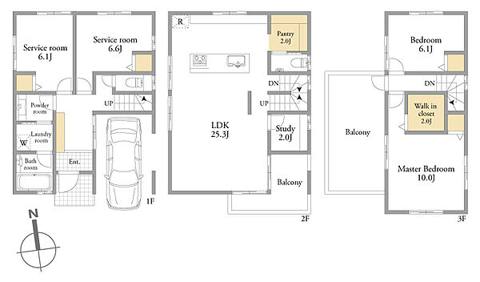 Service room
6.1J
Service room
6.6J
Powder
room
Laundry
room
W
Bath
room
UP
Ent.
1F
R
Pantry
2.0J
LDK
25.3J
DN
UP
Study
2.0J
Balcony
2F
Bedroom
6.1J
DN
Walk in
closet
2.0J
Balcony
Master Bedroom
10.0J
3F
N